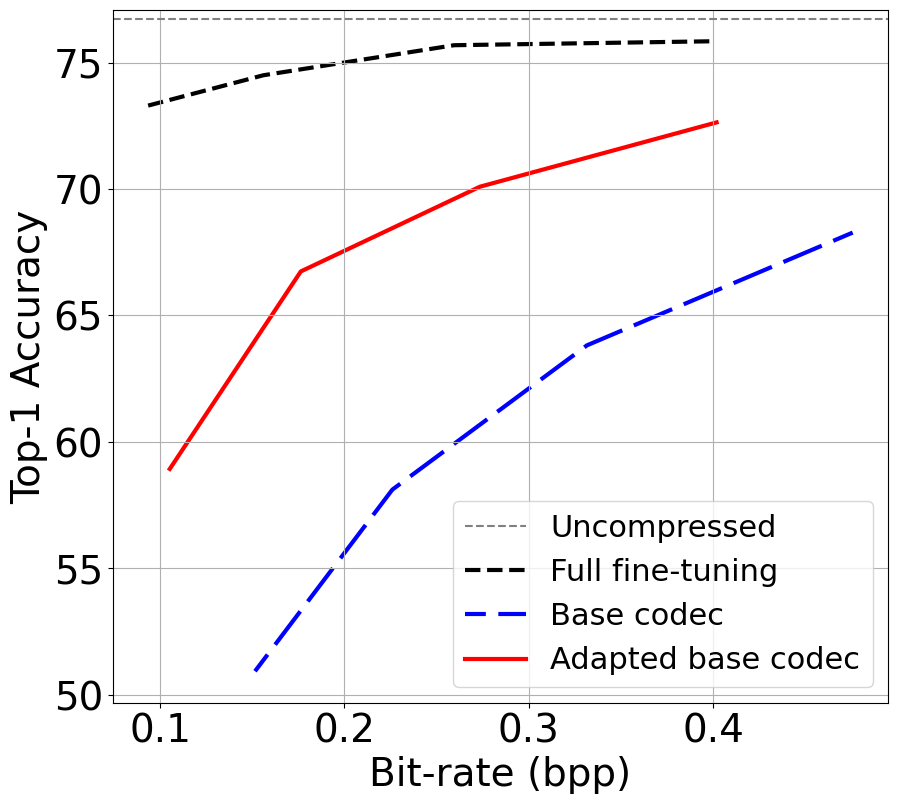 75
70
65
60
55
50
Top-1 Accuracy
Uncompressed
Full fine-tuning
Base codec
Adapted base codec
0.1 0.2 0.3 0.4
Bit-rate (bpp)